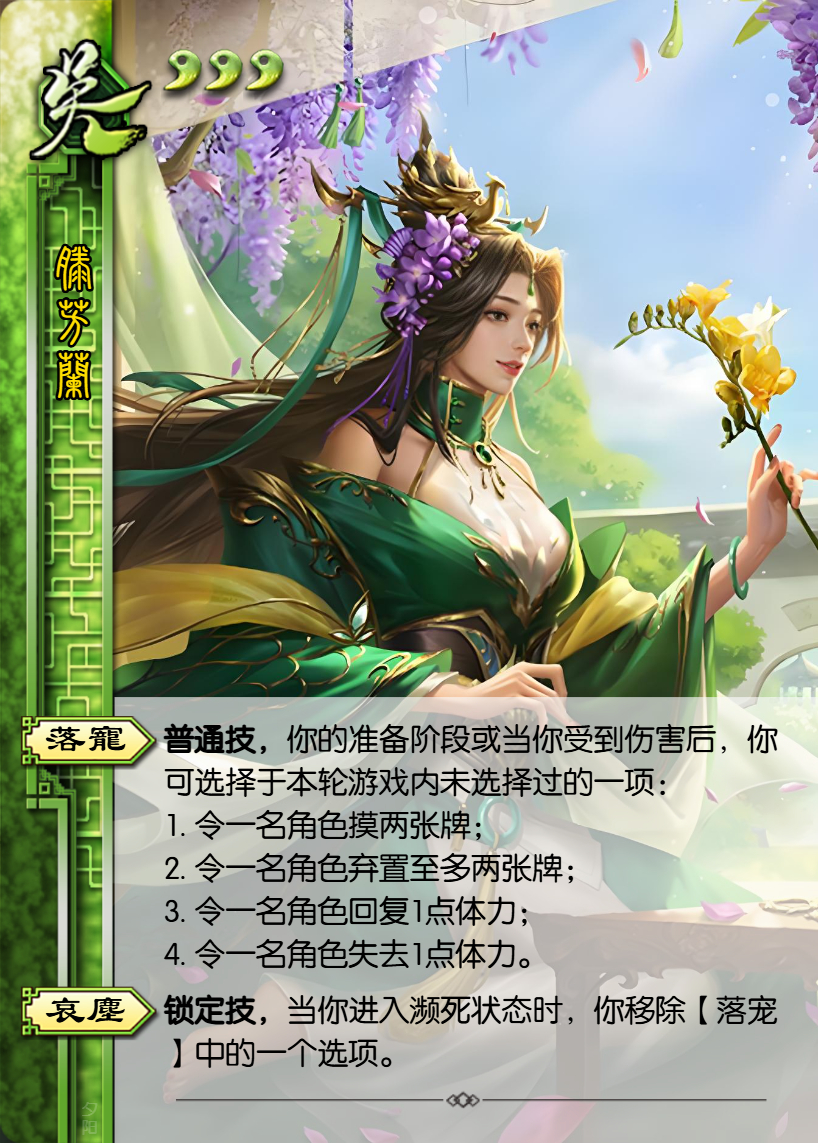 吴
滕芳蘭
落寵
普通技，你的准备阶段或当你受到伤害后，你
可选择于本轮游戏内未选择过的一项：
1. 令一名角色摸两张牌；
2. 令一名角色弃置至多两张牌；
3. 令一名角色回复1点体力；
4. 令一名角色失去1点体力。
哀塵
锁定技，当你进入濒死状态时，你移除【落宠
】中的一个选项。
夕阳